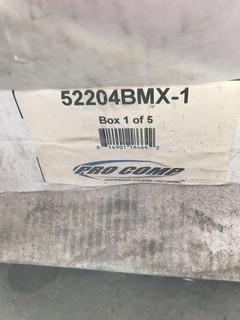 52204BMX-1
Box 1 of 5
PRO COMP